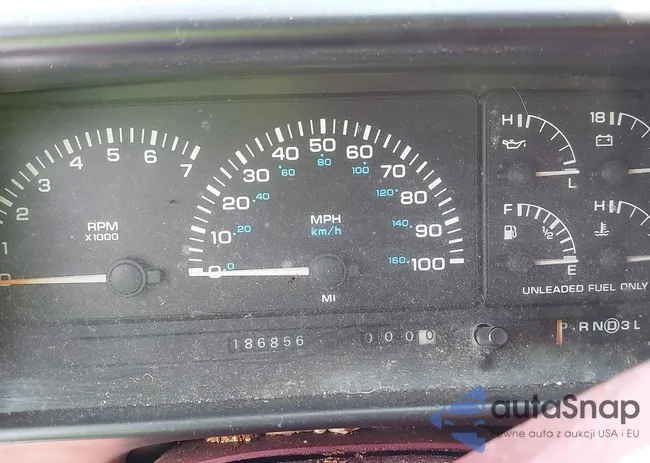 1 2 3 4 5 6 7
RPM
X1000
0 10 20 30 40 50 60 70 80 90 100
0 20 40 60 80 100 120 140 160
MPH
km/h
MI
186856
0000
H
L
18
F
1/2
E
H
UNLEADED FUEL ONLY
P R N D 3 L
autaSnap
pewne auta z aukcji USA i EU